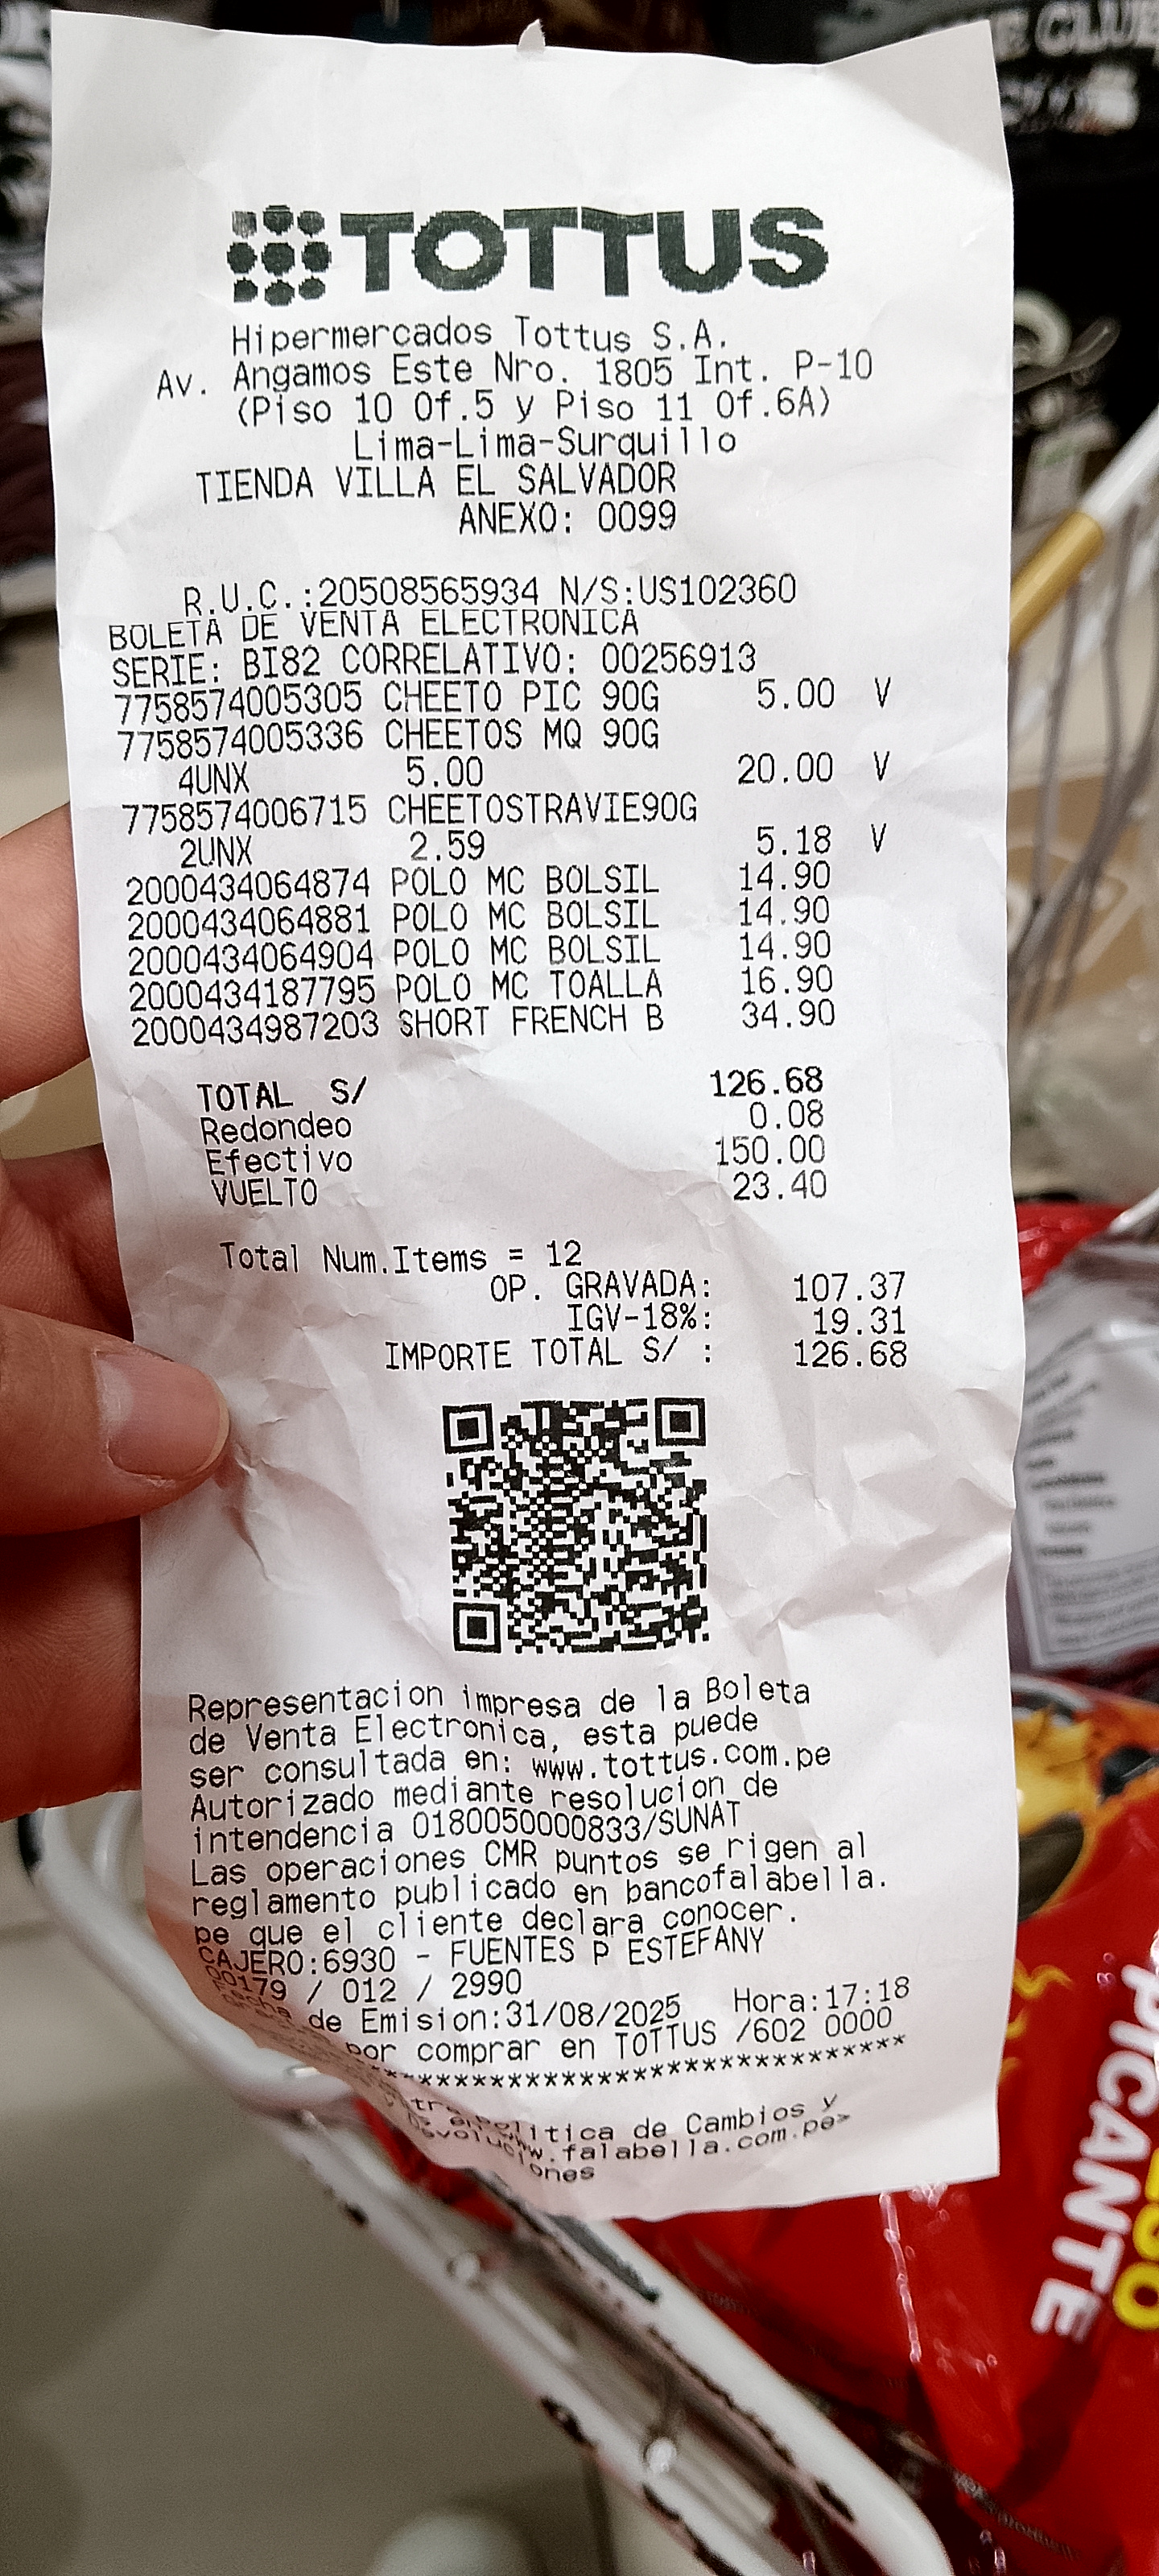 TOTTUS
Hipermercados Tottus S.A.
Av. Angamos Este Nro. 1805 Int. P-10
(Piso 10 Of.5 y Piso 11 Of.6A)
Lima-Lima-Surquillo
TIENDA VILLA EL SALVADOR
ANEXO: 0099
R.U.C.:20508565934 N/S:US102360
BOLETA DE VENTA ELECTRONICA
SERIE: BI82 CORRELATIVO: 00256913
7758574005305 CHEETO PIC 90G 5.00 V
7758574005336 CHEETOS MQ 90G
4UNX 5.00 20.00 V
7758574006715 CHEETOSTRAVIE90G
2UNX 2.59 5.18 V
2000434064874 POLO MC BOLSIL 14.90
2000434064881 POLO MC BOLSIL 14.90
2000434064904 POLO MC BOLSIL 14.90
2000434187795 POLO MC TOALLA 16.90
2000434987203 SHORT FRENCH B 34.90
TOTAL S/ 126.68
Redondeo 0.08
Efectivo 150.00
VUELTO 23.40
Total Num.Items = 12
OP. GRAVADA: 107.37
IGV-18%: 19.31
IMPORTE TOTAL S/ : 126.68
Representacion impresa de la Boleta
de Venta Electronica, esta puede
ser consultada en: www.tottus.com.pe
Autorizado mediante resolucion de
intendencia 0180050000833/SUNAT
Las operaciones CMR puntos se rigen al
reglamento publicado en bancofalabella.
pe que el cliente declara conocer.
CAJERO:6930 - FUENTES P ESTEFANY
00179 / 012 / 2990
Fecha de Emision:31/08/2025 Hora:17:18
por comprar en TOTTUS /602 0000
************************************
Politica de Cambios y
www.falabella.com.pe>
PICANTE